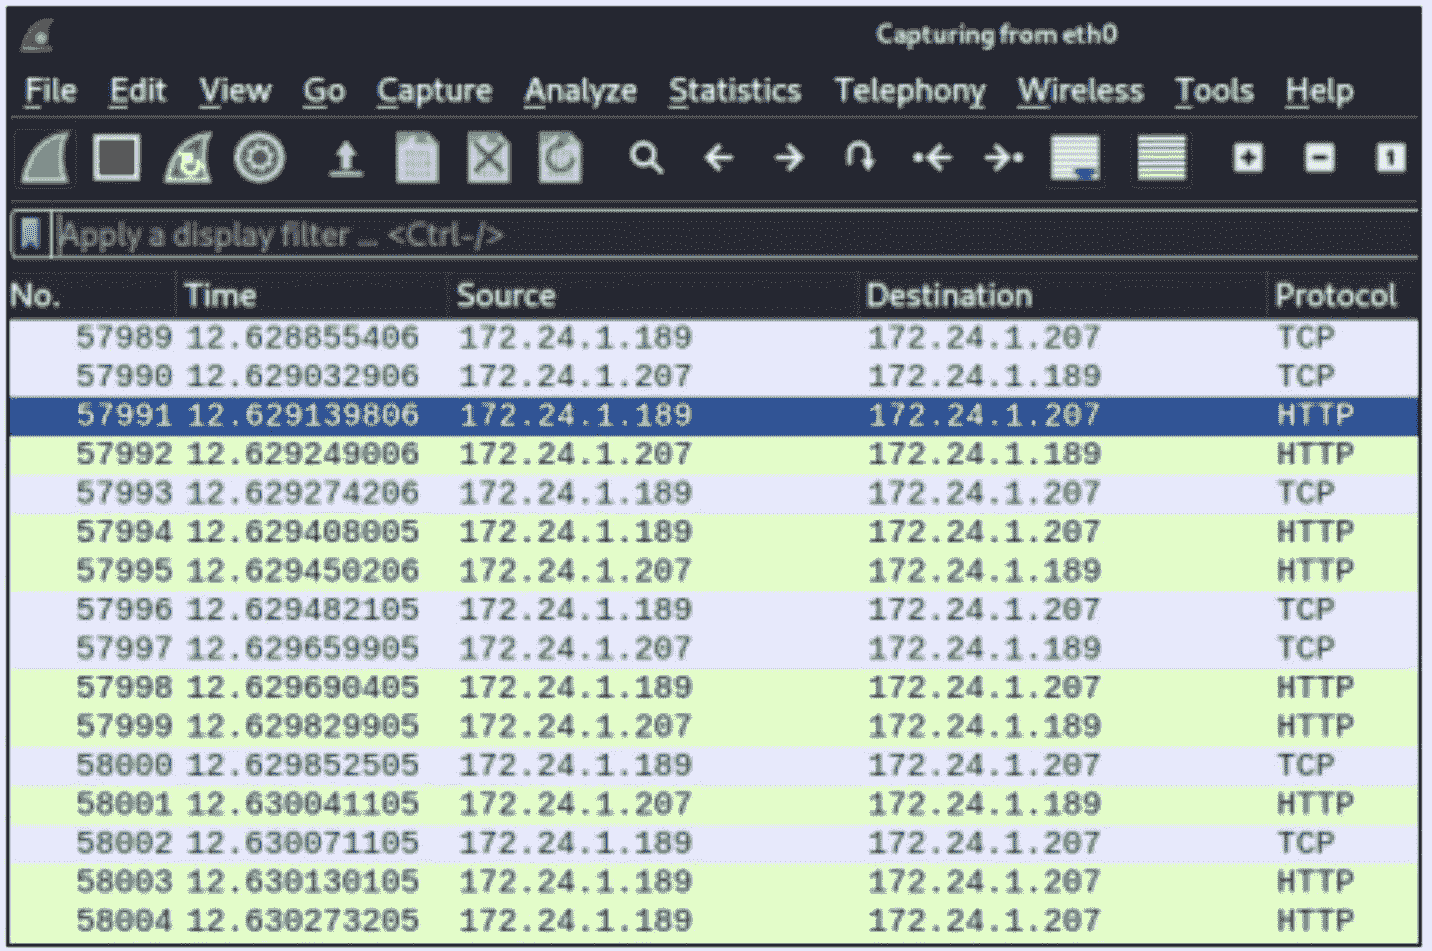 Capturing from eth0
File Edit View Go Capture Analyze Statistics Telephony Wireless Tools Help
1
Apply a display filter ... <Ctrl-/>
No. Time Source Destination Protocol
57989 12.628855406 172.24.1.189 172.24.1.207 TCP
57990 12.629032906 172.24.1.207 172.24.1.189 TCP
57991 12.629139806 172.24.1.189 172.24.1.207 HTTP
57992 12.629249006 172.24.1.207 172.24.1.189 HTTP
57993 12.629274206 172.24.1.189 172.24.1.207 TCP
57994 12.629408005 172.24.1.189 172.24.1.207 HTTP
57995 12.629450206 172.24.1.207 172.24.1.189 HTTP
57996 12.629482105 172.24.1.189 172.24.1.207 TCP
57997 12.629659905 172.24.1.207 172.24.1.189 TCP
57998 12.629690405 172.24.1.189 172.24.1.207 HTTP
57999 12.629829905 172.24.1.207 172.24.1.189 HTTP
58000 12.629852505 172.24.1.189 172.24.1.207 TCP
58001 12.630041105 172.24.1.207 172.24.1.189 HTTP
58002 12.630071105 172.24.1.189 172.24.1.207 TCP
58003 12.630130105 172.24.1.189 172.24.1.207 HTTP
58004 12.630273205 172.24.1.189 172.24.1.207 HTTP